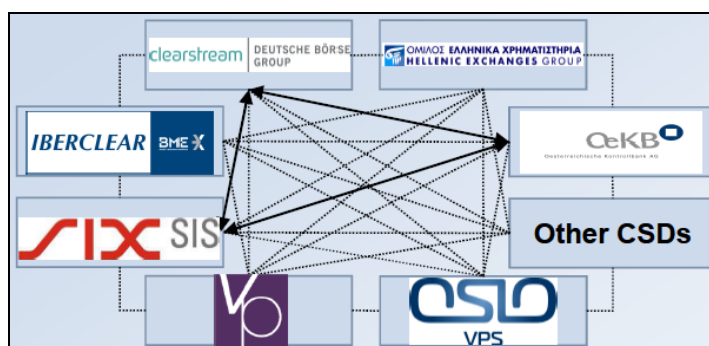 clearstream | DEUTSCHE BÖRSE GROUP
ΟΜΙΛΟΣ ΕΛΛΗΝΙΚΑ ΧΡΗΜΑΤΙΣΤΗΡΙΑ
HELLENIC EXCHANGES GROUP
IBERCLEAR BME X
OeKB
Oesterreichische Kontrollbank AG
SIX SIS
Other CSDs
vp
OSLO
VPS